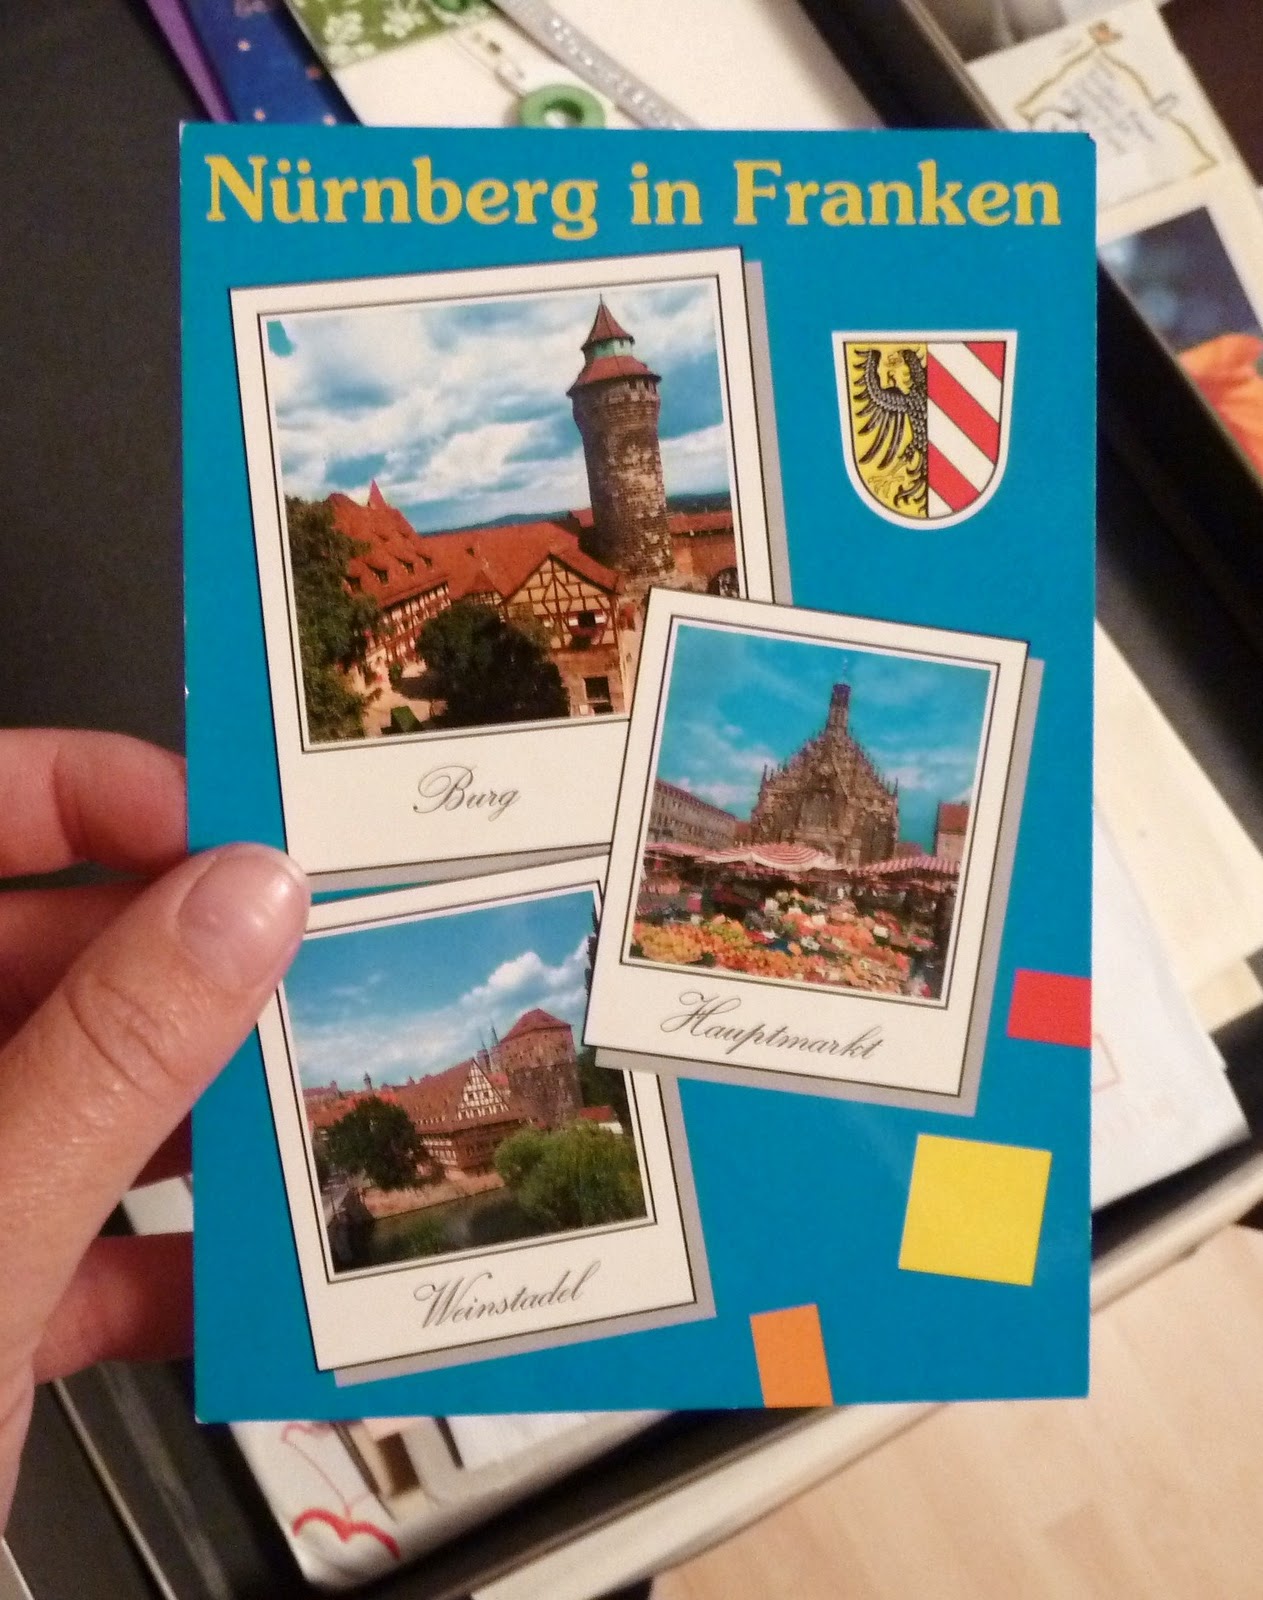 Nürnberg in Franken
Burg
Hauptmarkt
Weinstadel